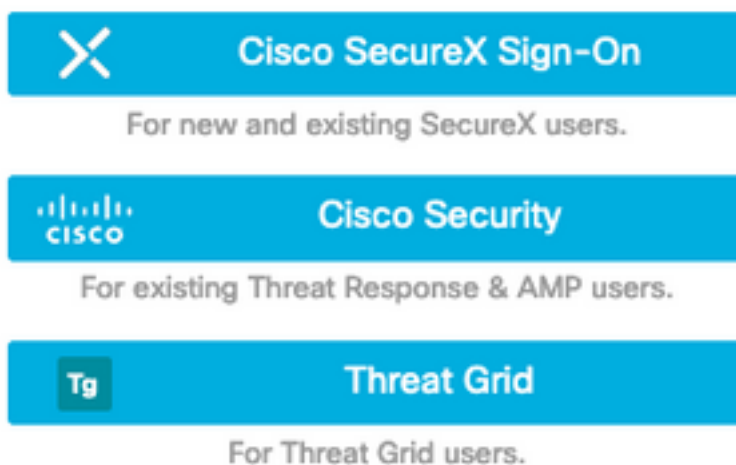 Cisco SecureX Sign-On
For new and existing SecureX users.
CISCO Cisco Security
For existing Threat Response & AMP users.
Tg Threat Grid
For Threat Grid users.